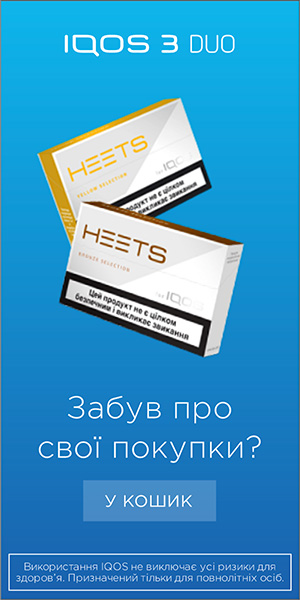 IQOS 3 DUO
HEETS
YELLOW SELECTION
IQOS
Цей продукт не є цілком
безпечним і викликає звикання
HEETS
BRONZE SELECTION
IQOS
Цей продукт не є цілком
безпечним і викликає звикання
Забув про
свої покупки?
У КОШИК
Використання IQOS не виключає усі ризики для
здоров’я. Призначений тільки для повнолітніх осіб.